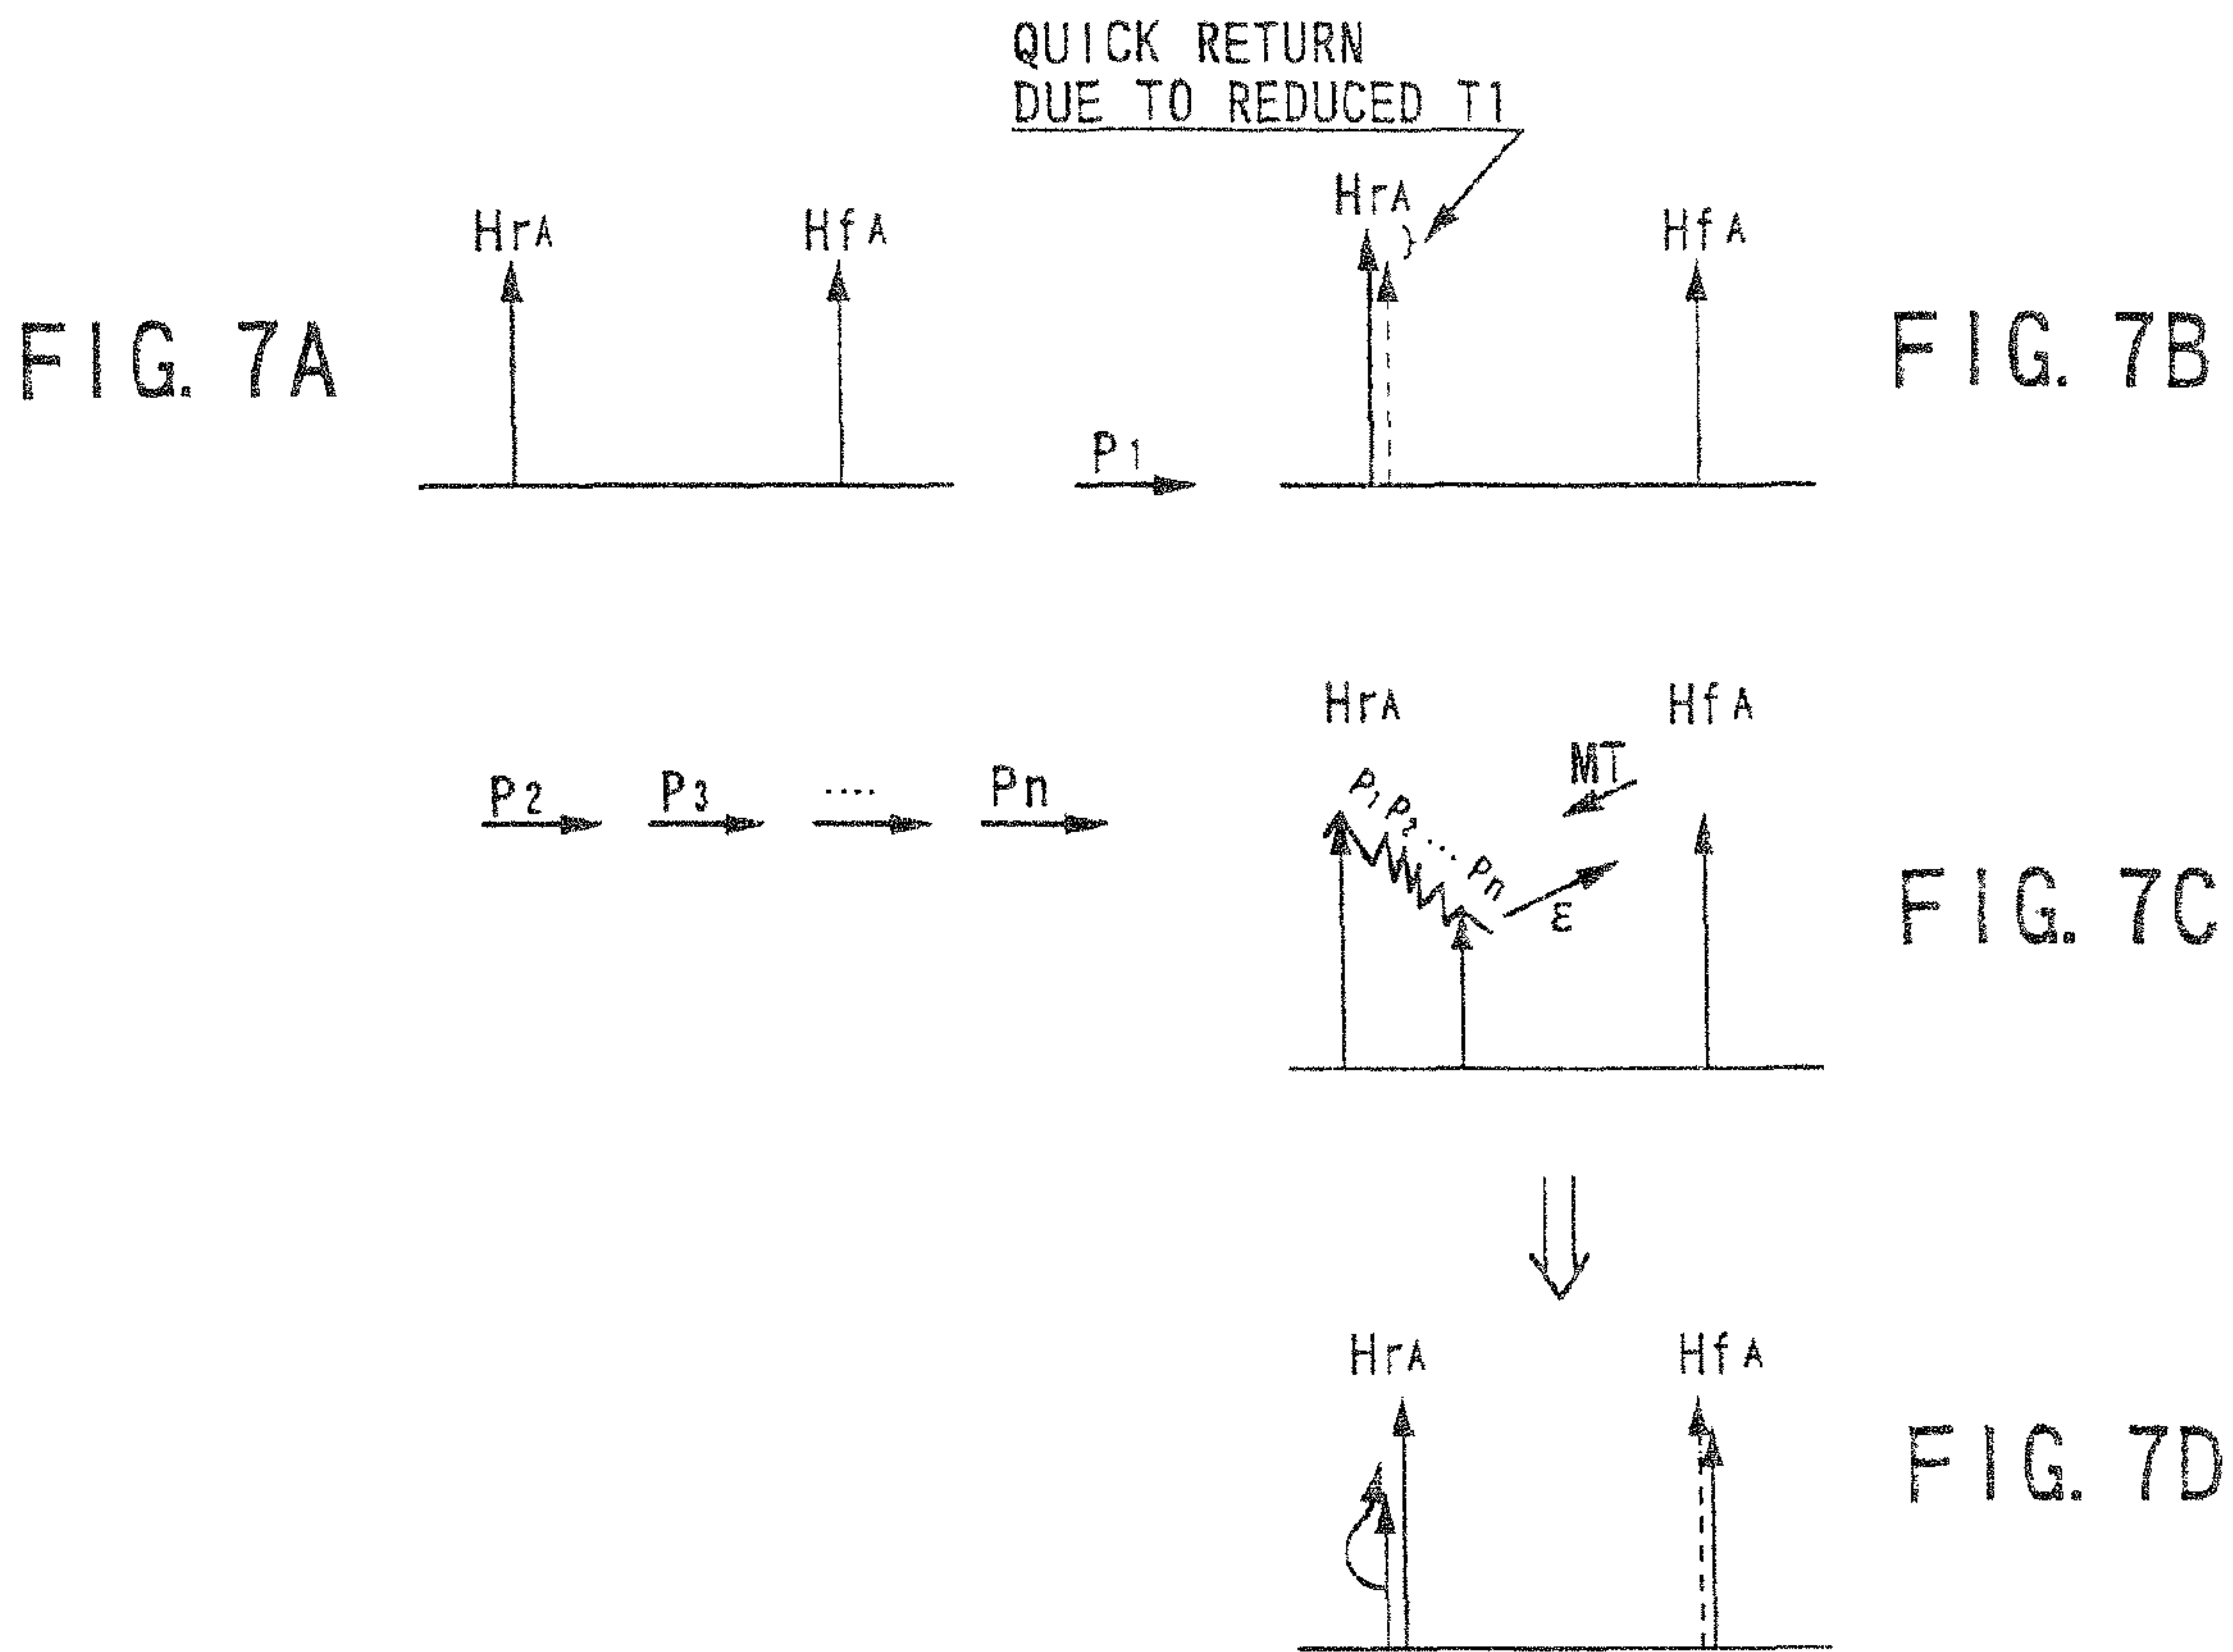 QUICK RETURN
DUE TO REDUCED T1
HrA
HfA
HrA
}
HfA
FIG. 7A
FIG. 7B
P1
HrA
HfA
P2
P3
....
Pn
MT
P1 P2 ... Pn
ε
FIG. 7C
HrA
HfA
FIG. 7D